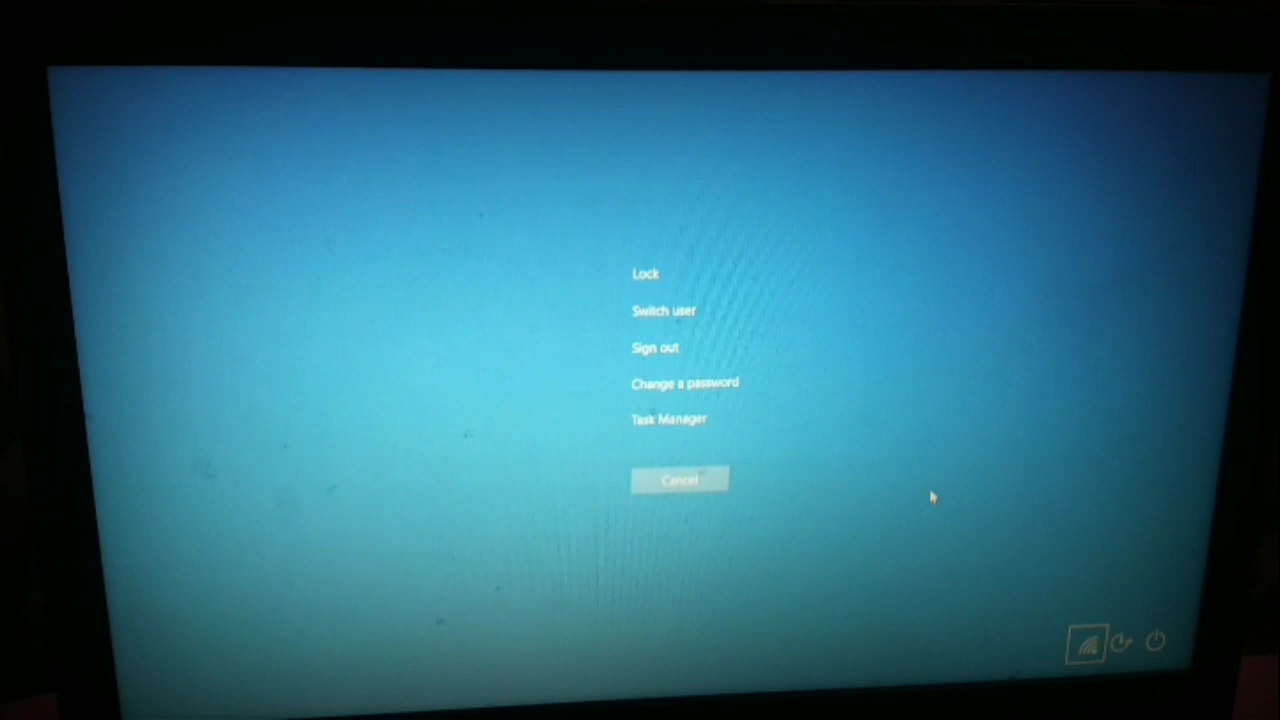 Lock
Switch user
Sign out
Change a password
Task Manager
Cancel